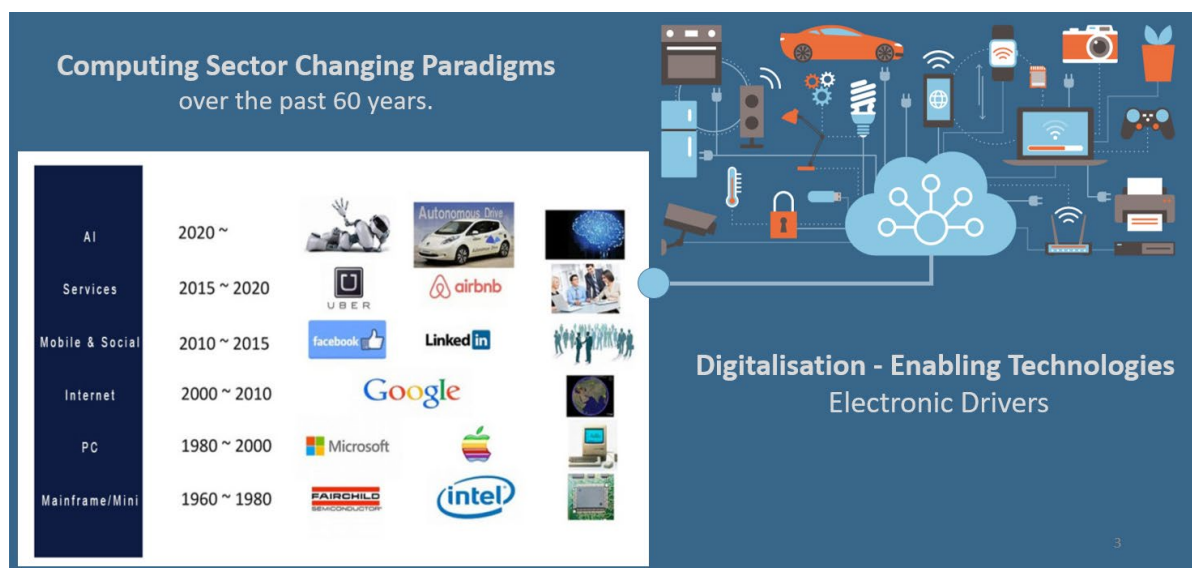 Computing Sector Changing Paradigms
over the past 60 years.
AI
2020 ~
Autonomous Drive
Services
2015 ~ 2020
UBER
airbnb
Mobile & Social
2010 ~ 2015
facebook
Linked in
Internet
2000 ~ 2010
Google
PC
1980 ~ 2000
Microsoft
Mainframe/Mini
1960 ~ 1980
FAIRCHILD
SEMICONDUCTOR
intel
Digitalisation - Enabling Technologies
Electronic Drivers
3